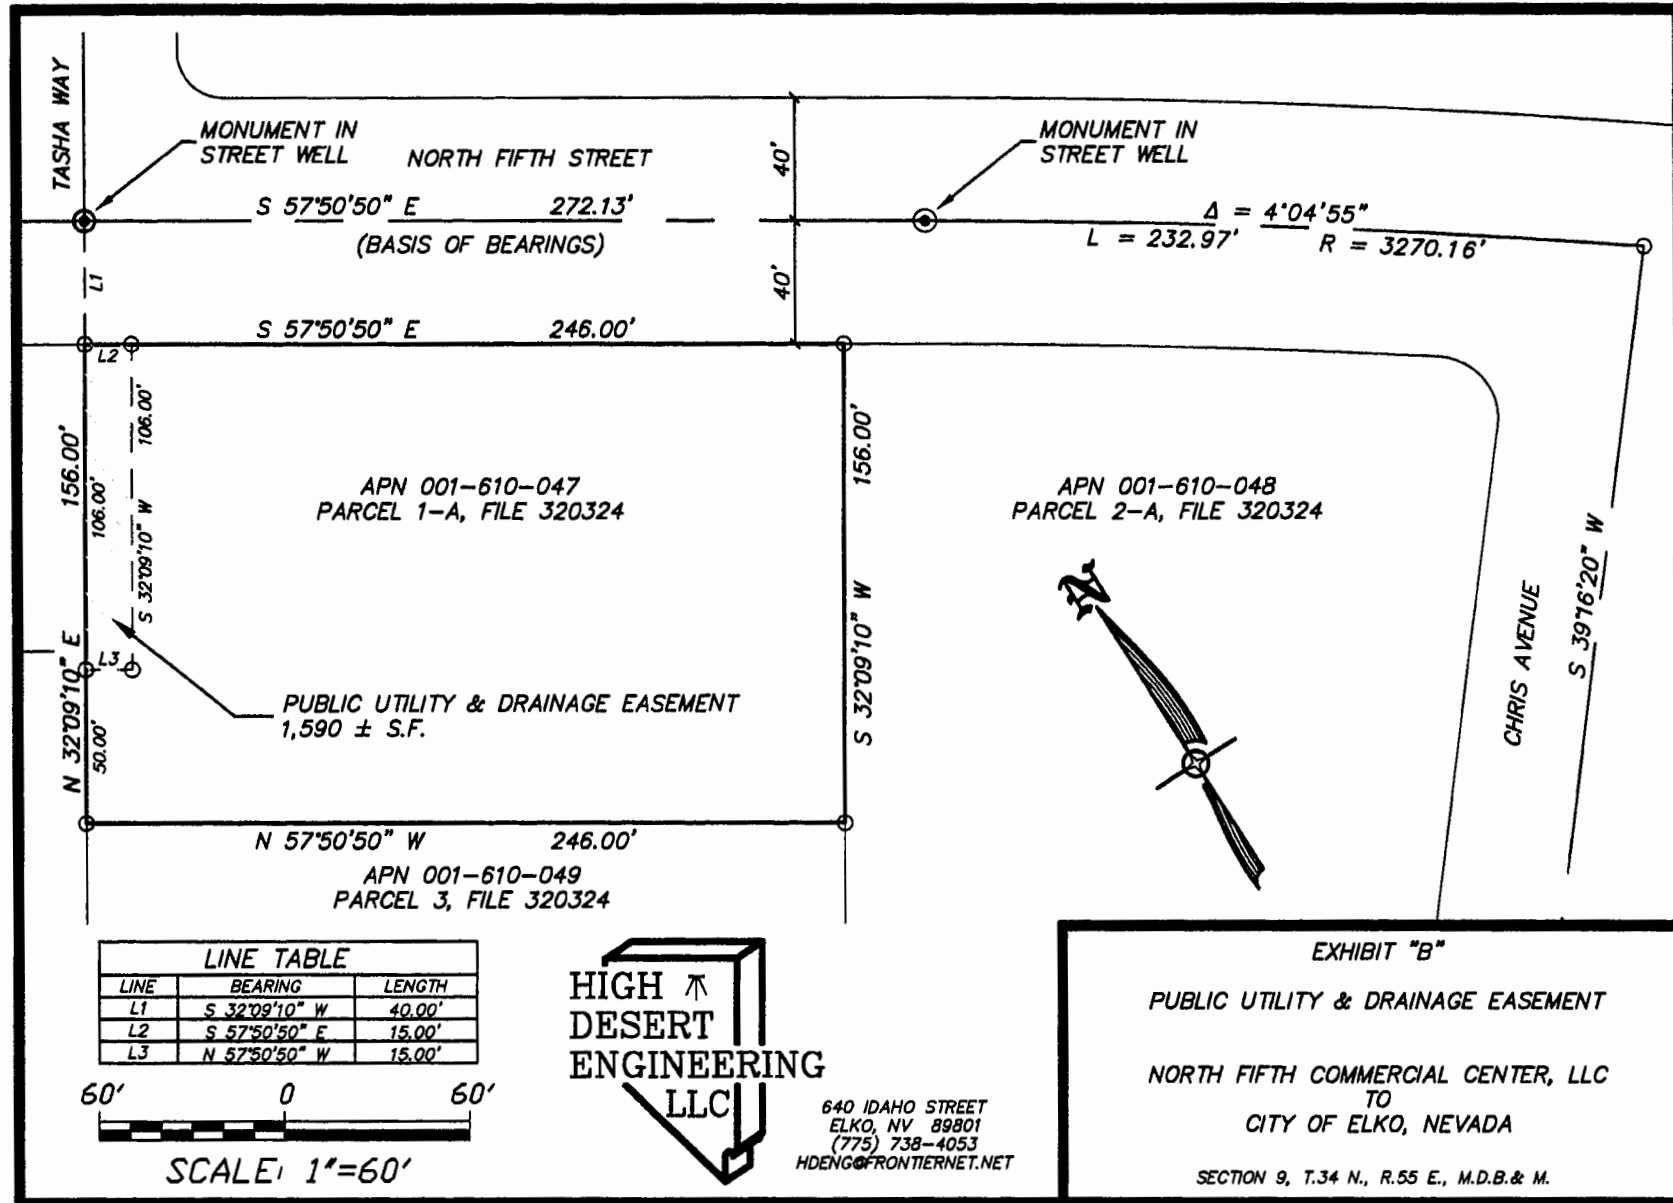 TASHA WAY
MONUMENT IN
STREET WELL
NORTH FIFTH STREET
MONUMENT IN
STREET WELL
40'
S 57°50'50" E 272.13'
(BASIS OF BEARINGS)
Δ = 4°04'55"
L = 232.97' R = 3270.16'
L1
40'
S 57°50'50" E 246.00'
L2
106.00'
S 32°09'10" W
156.00'
106.00'
N 32°09'10" E
50.00'
L3
APN 001-610-047
PARCEL 1-A, FILE 320324
156.00'
S 32°09'10" W
APN 001-610-048
PARCEL 2-A, FILE 320324
N
CHRIS AVENUE
S 39°16'20" W
PUBLIC UTILITY & DRAINAGE EASEMENT
1,590 ± S.F.
N 57°50'50" W 246.00'
APN 001-610-049
PARCEL 3, FILE 320324
LINE TABLE
LINE BEARING LENGTH
L1 S 32°09'10" W 40.00'
L2 S 57°50'50" E 15.00'
L3 N 57°50'50" W 15.00'
60' 0 60'
SCALE: 1"=60'
HIGH
DESERT
ENGINEERING
LLC
640 IDAHO STREET
ELKO, NV 89801
(775) 738-4053
HDENG@FRONTIERNET.NET
EXHIBIT "B"
PUBLIC UTILITY & DRAINAGE EASEMENT
NORTH FIFTH COMMERCIAL CENTER, LLC
TO
CITY OF ELKO, NEVADA
SECTION 9, T.34 N., R.55 E., M.D.B.& M.